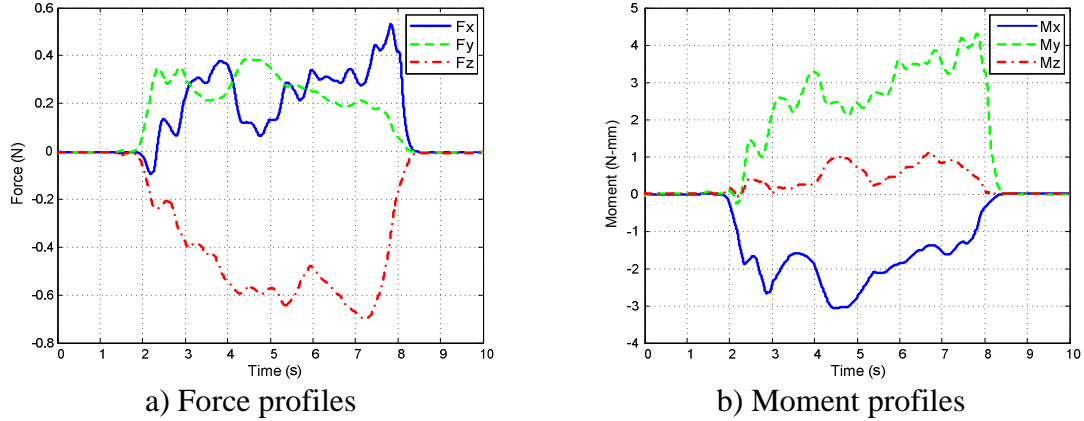 0.6
0.4
0.2
0
-0.2
-0.4
-0.6
-0.8
Force (N)
Fx
Fy
Fz
0 1 2 3 4 5 6 7 8 9 10
Time (s)
a) Force profiles
5
4
3
2
1
0
-1
-2
-3
-4
Moment (N-mm)
Mx
My
Mz
0 1 2 3 4 5 6 7 8 9 10
Time (s)
b) Moment profiles